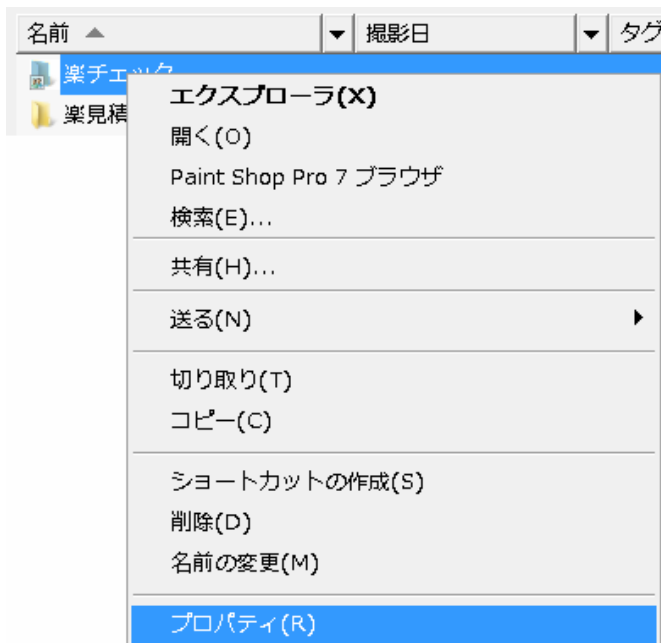 名前 撮影日 タグ
楽チェック
楽見積
エクスプローラ(X)
開く(O)
Paint Shop Pro 7 ブラウザ
検索(E)...
共有(H)...
送る(N)
切り取り(T)
コピー(C)
ショートカットの作成(S)
削除(D)
名前の変更(M)
プロパティ(R)